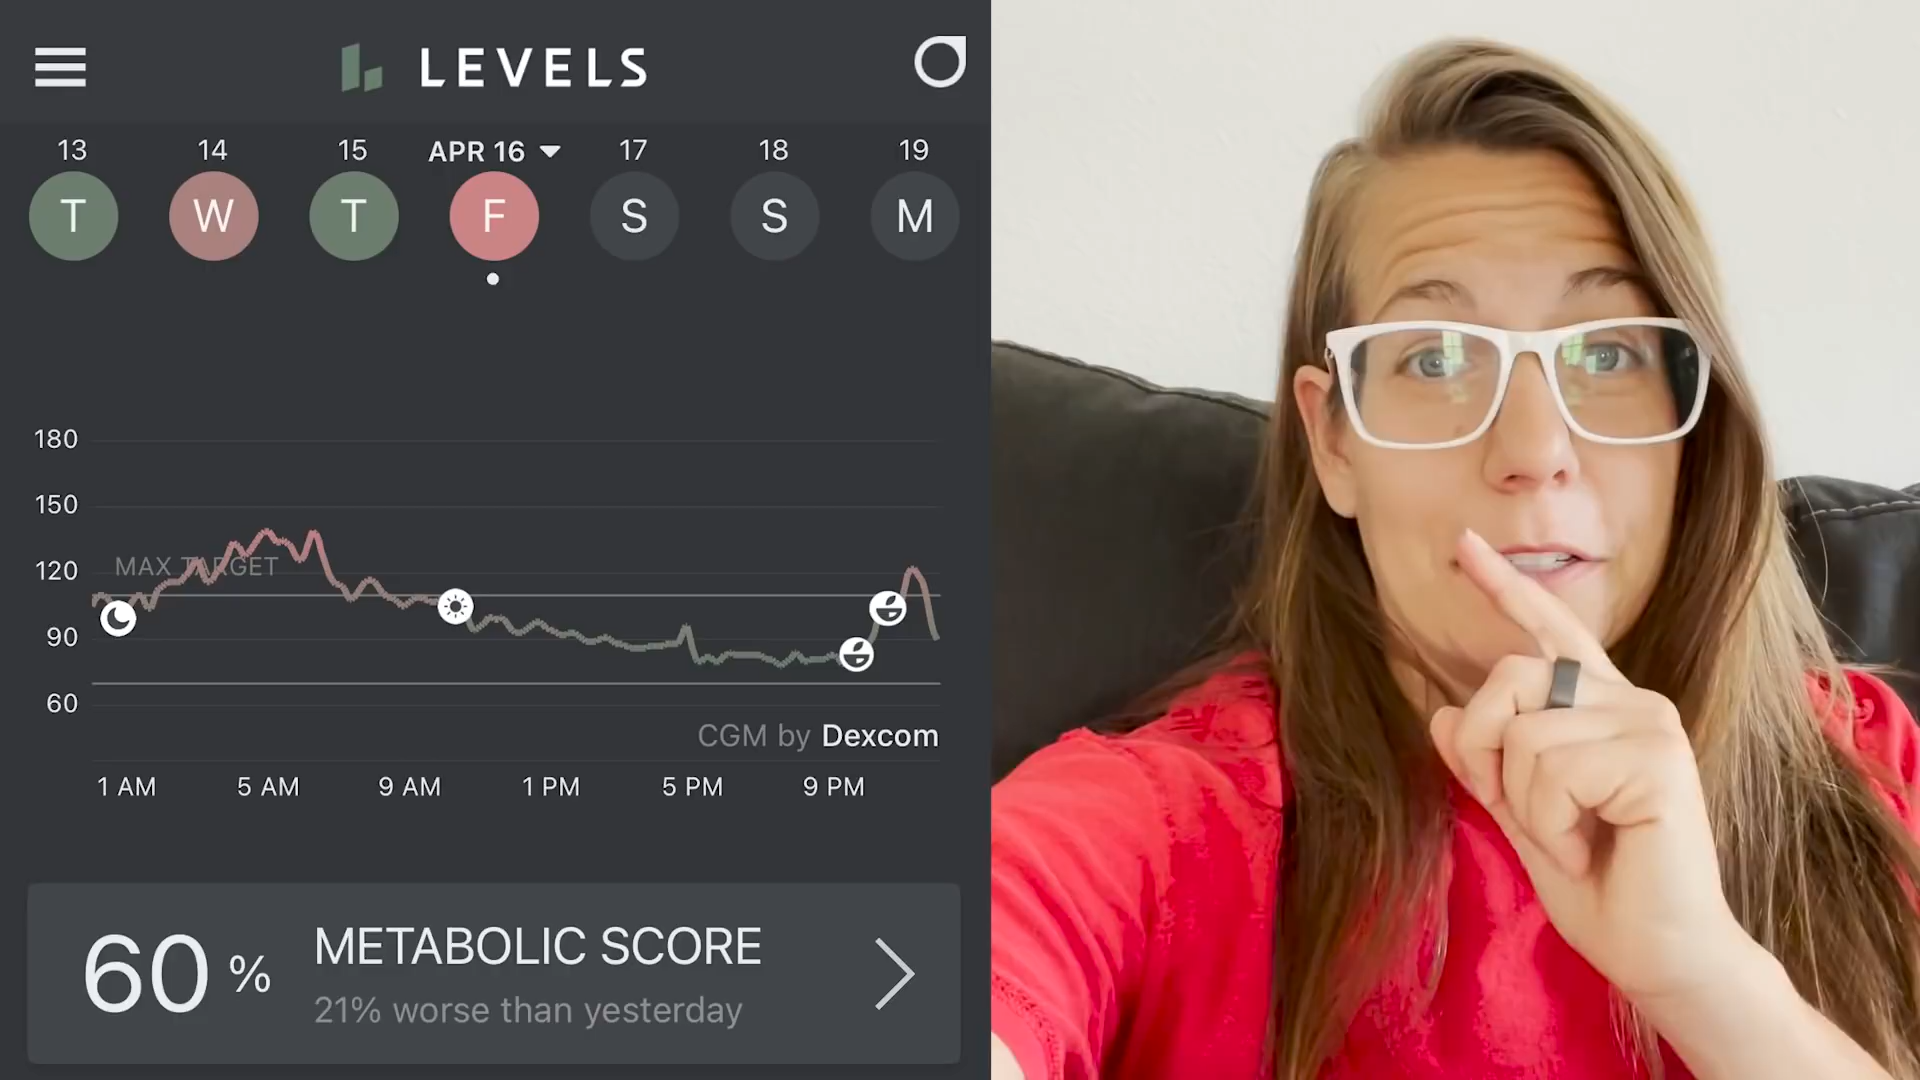 LEVELS
13 14 15 APR 16 17 18 19
T W T F S S M
180
150
120
MAX TARGET
90
60
CGM by Dexcom
1 AM 5 AM 9 AM 1 PM 5 PM 9 PM
60 %
METABOLIC SCORE
21% worse than yesterday